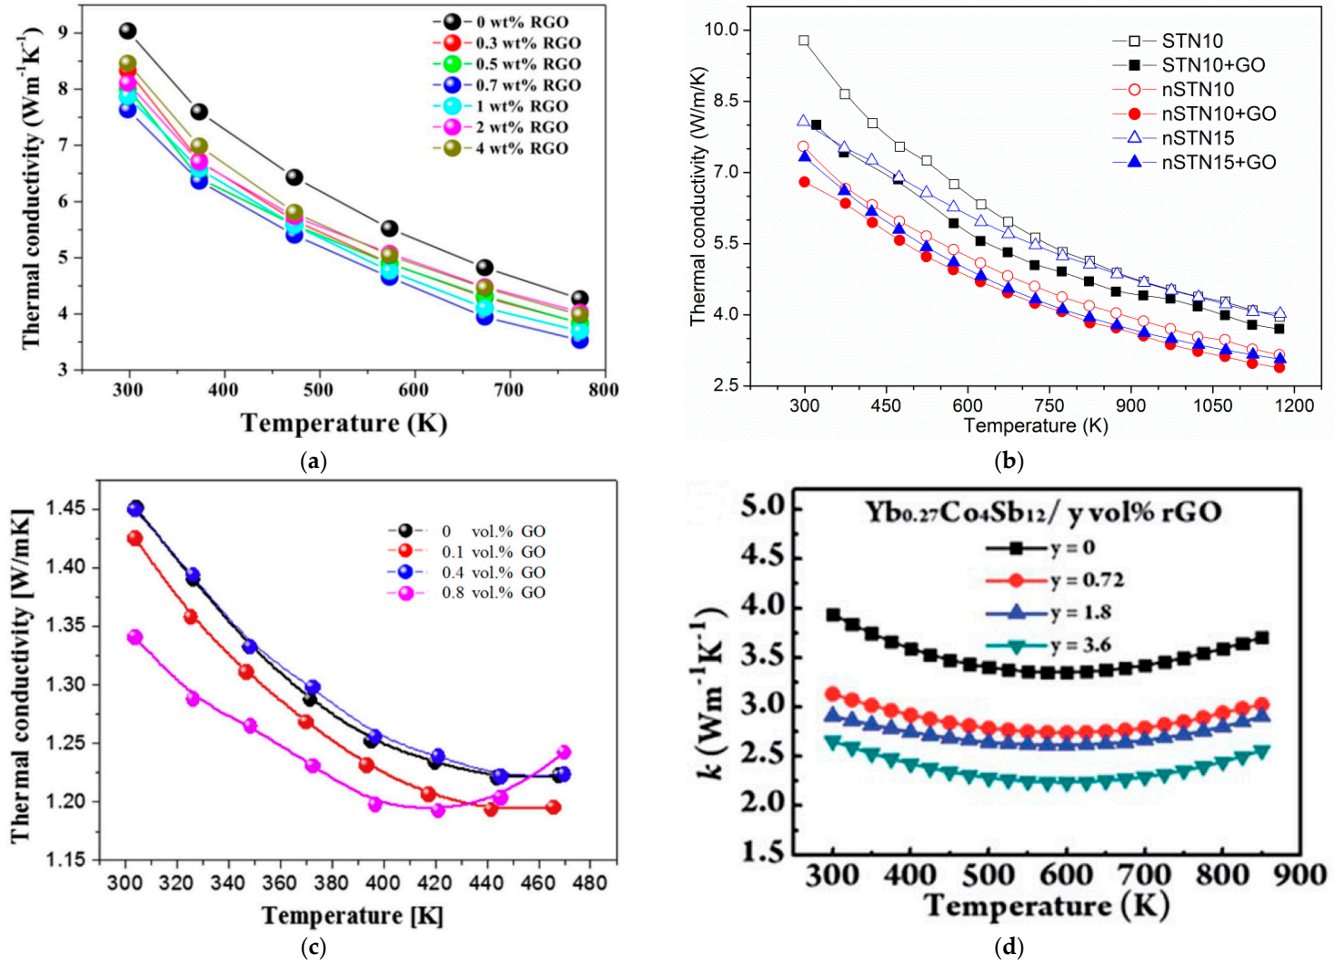 9
8
7
6
5
4
3
Thermal conductivity (Wm⁻¹K⁻¹)
0 wt% RGO
0.3 wt% RGO
0.5 wt% RGO
0.7 wt% RGO
1 wt% RGO
2 wt% RGO
4 wt% RGO
300 400 500 600 700 800
Temperature (K)
(a)
10.0
8.5
7.0
5.5
4.0
2.5
Thermal conductivity (W/m/K)
STN10
STN10+GO
nSTN10
nSTN10+GO
nSTN15
nSTN15+GO
300 450 600 750 900 1050 1200
Temperature (K)
(b)
1.45
1.40
1.35
1.30
1.25
1.20
1.15
Thermal conductivity [W/mK]
0 vol.% GO
0.1 vol.% GO
0.4 vol.% GO
0.8 vol.% GO
300 320 340 360 380 400 420 440 460 480
Temperature [K]
(c)
5.0
4.5
4.0
3.5
3.0
2.5
2.0
1.5
k (Wm⁻¹K⁻¹)
Yb₀.₂₇Co₄Sb₁₂/ y vol% rGO
y = 0
y = 0.72
y = 1.8
y = 3.6
300 400 500 600 700 800 900
Temperature (K)
(d)